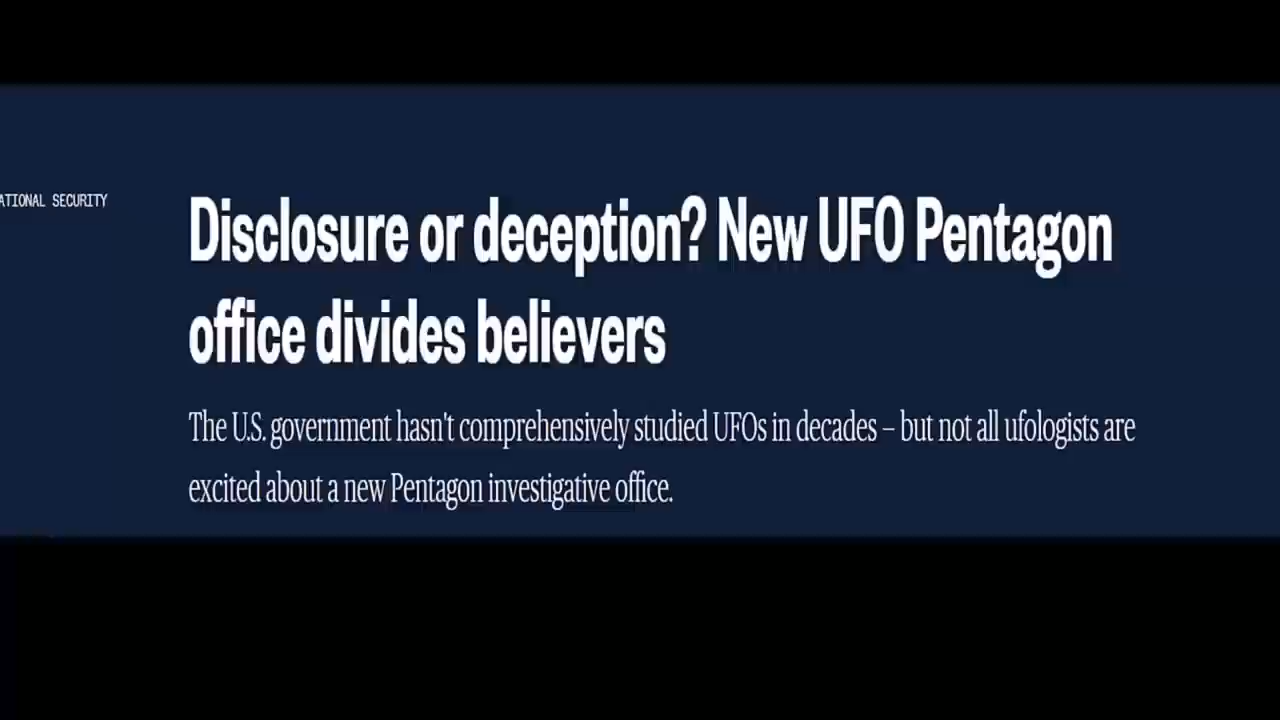 ATIONAL SECURITY
Disclosure or deception? New UFO Pentagon
office divides believers
The U.S. government hasn't comprehensively studied UFOs in decades – but not all ufologists are
excited about a new Pentagon investigative office.